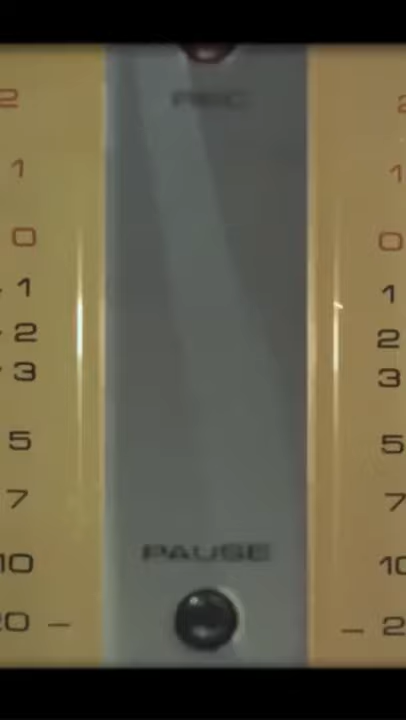 REC
2 2
1 1
0 0
- 1 1
- 2 2
- 3 3
5 5
7 7
10 10
PAUSE
20 – – 2